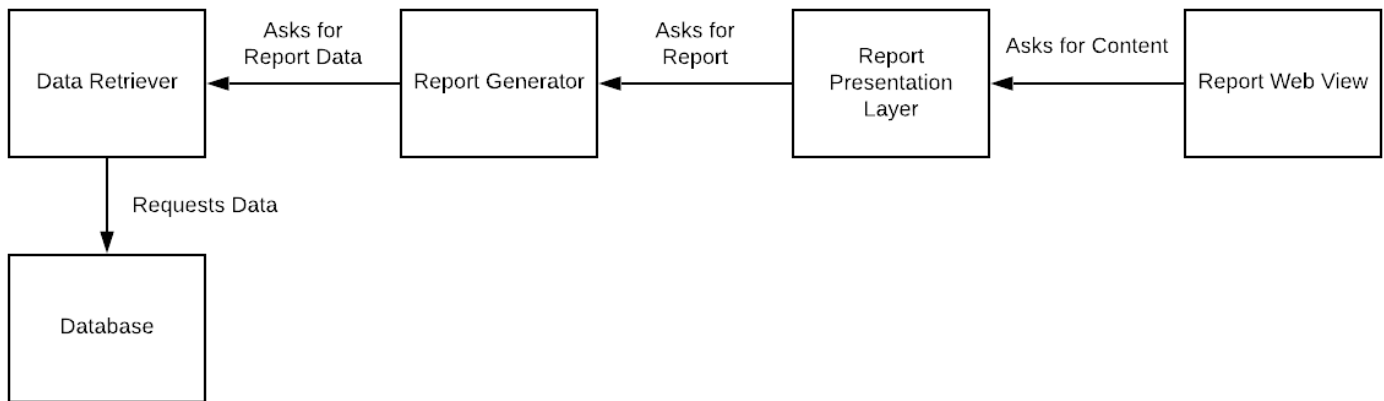 Data Retriever
Asks for
Report Data
Report Generator
Asks for
Report
Report
Presentation
Layer
Asks for Content
Report Web View
Requests Data
Database